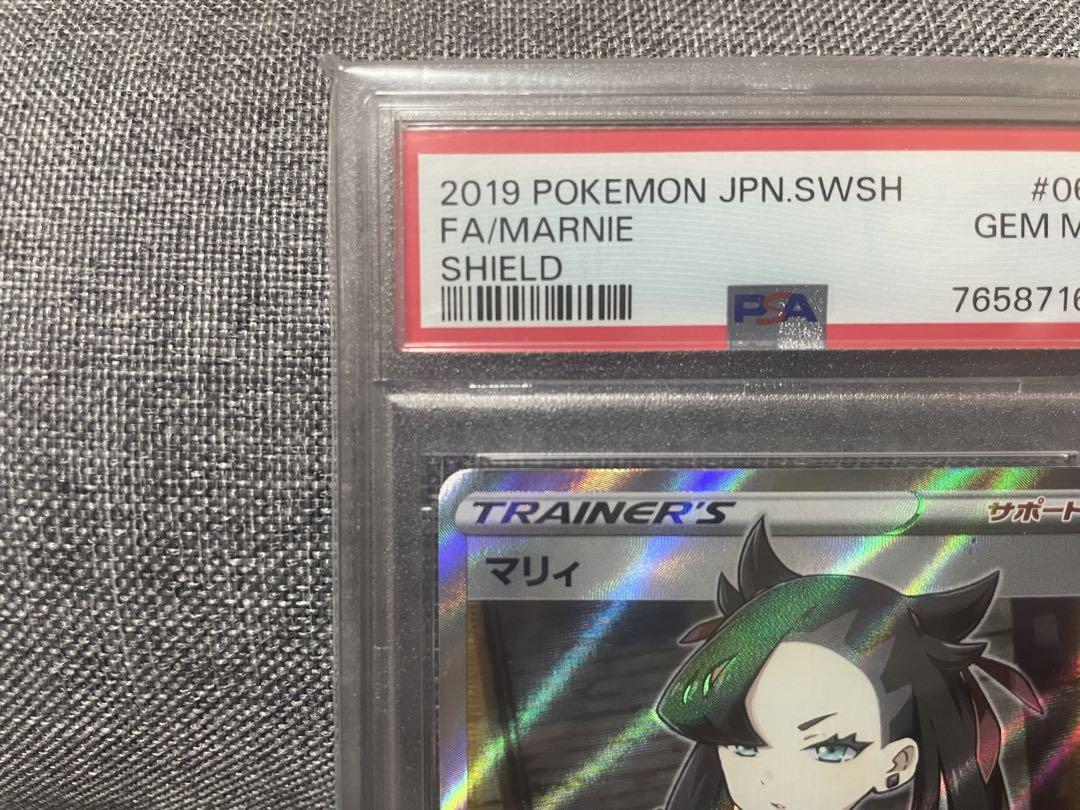 2019 POKEMON JPN.SWSH #06
FA/MARNIE GEM M
SHIELD
7658716
PSA
TRAINER'S サポート
マリィ